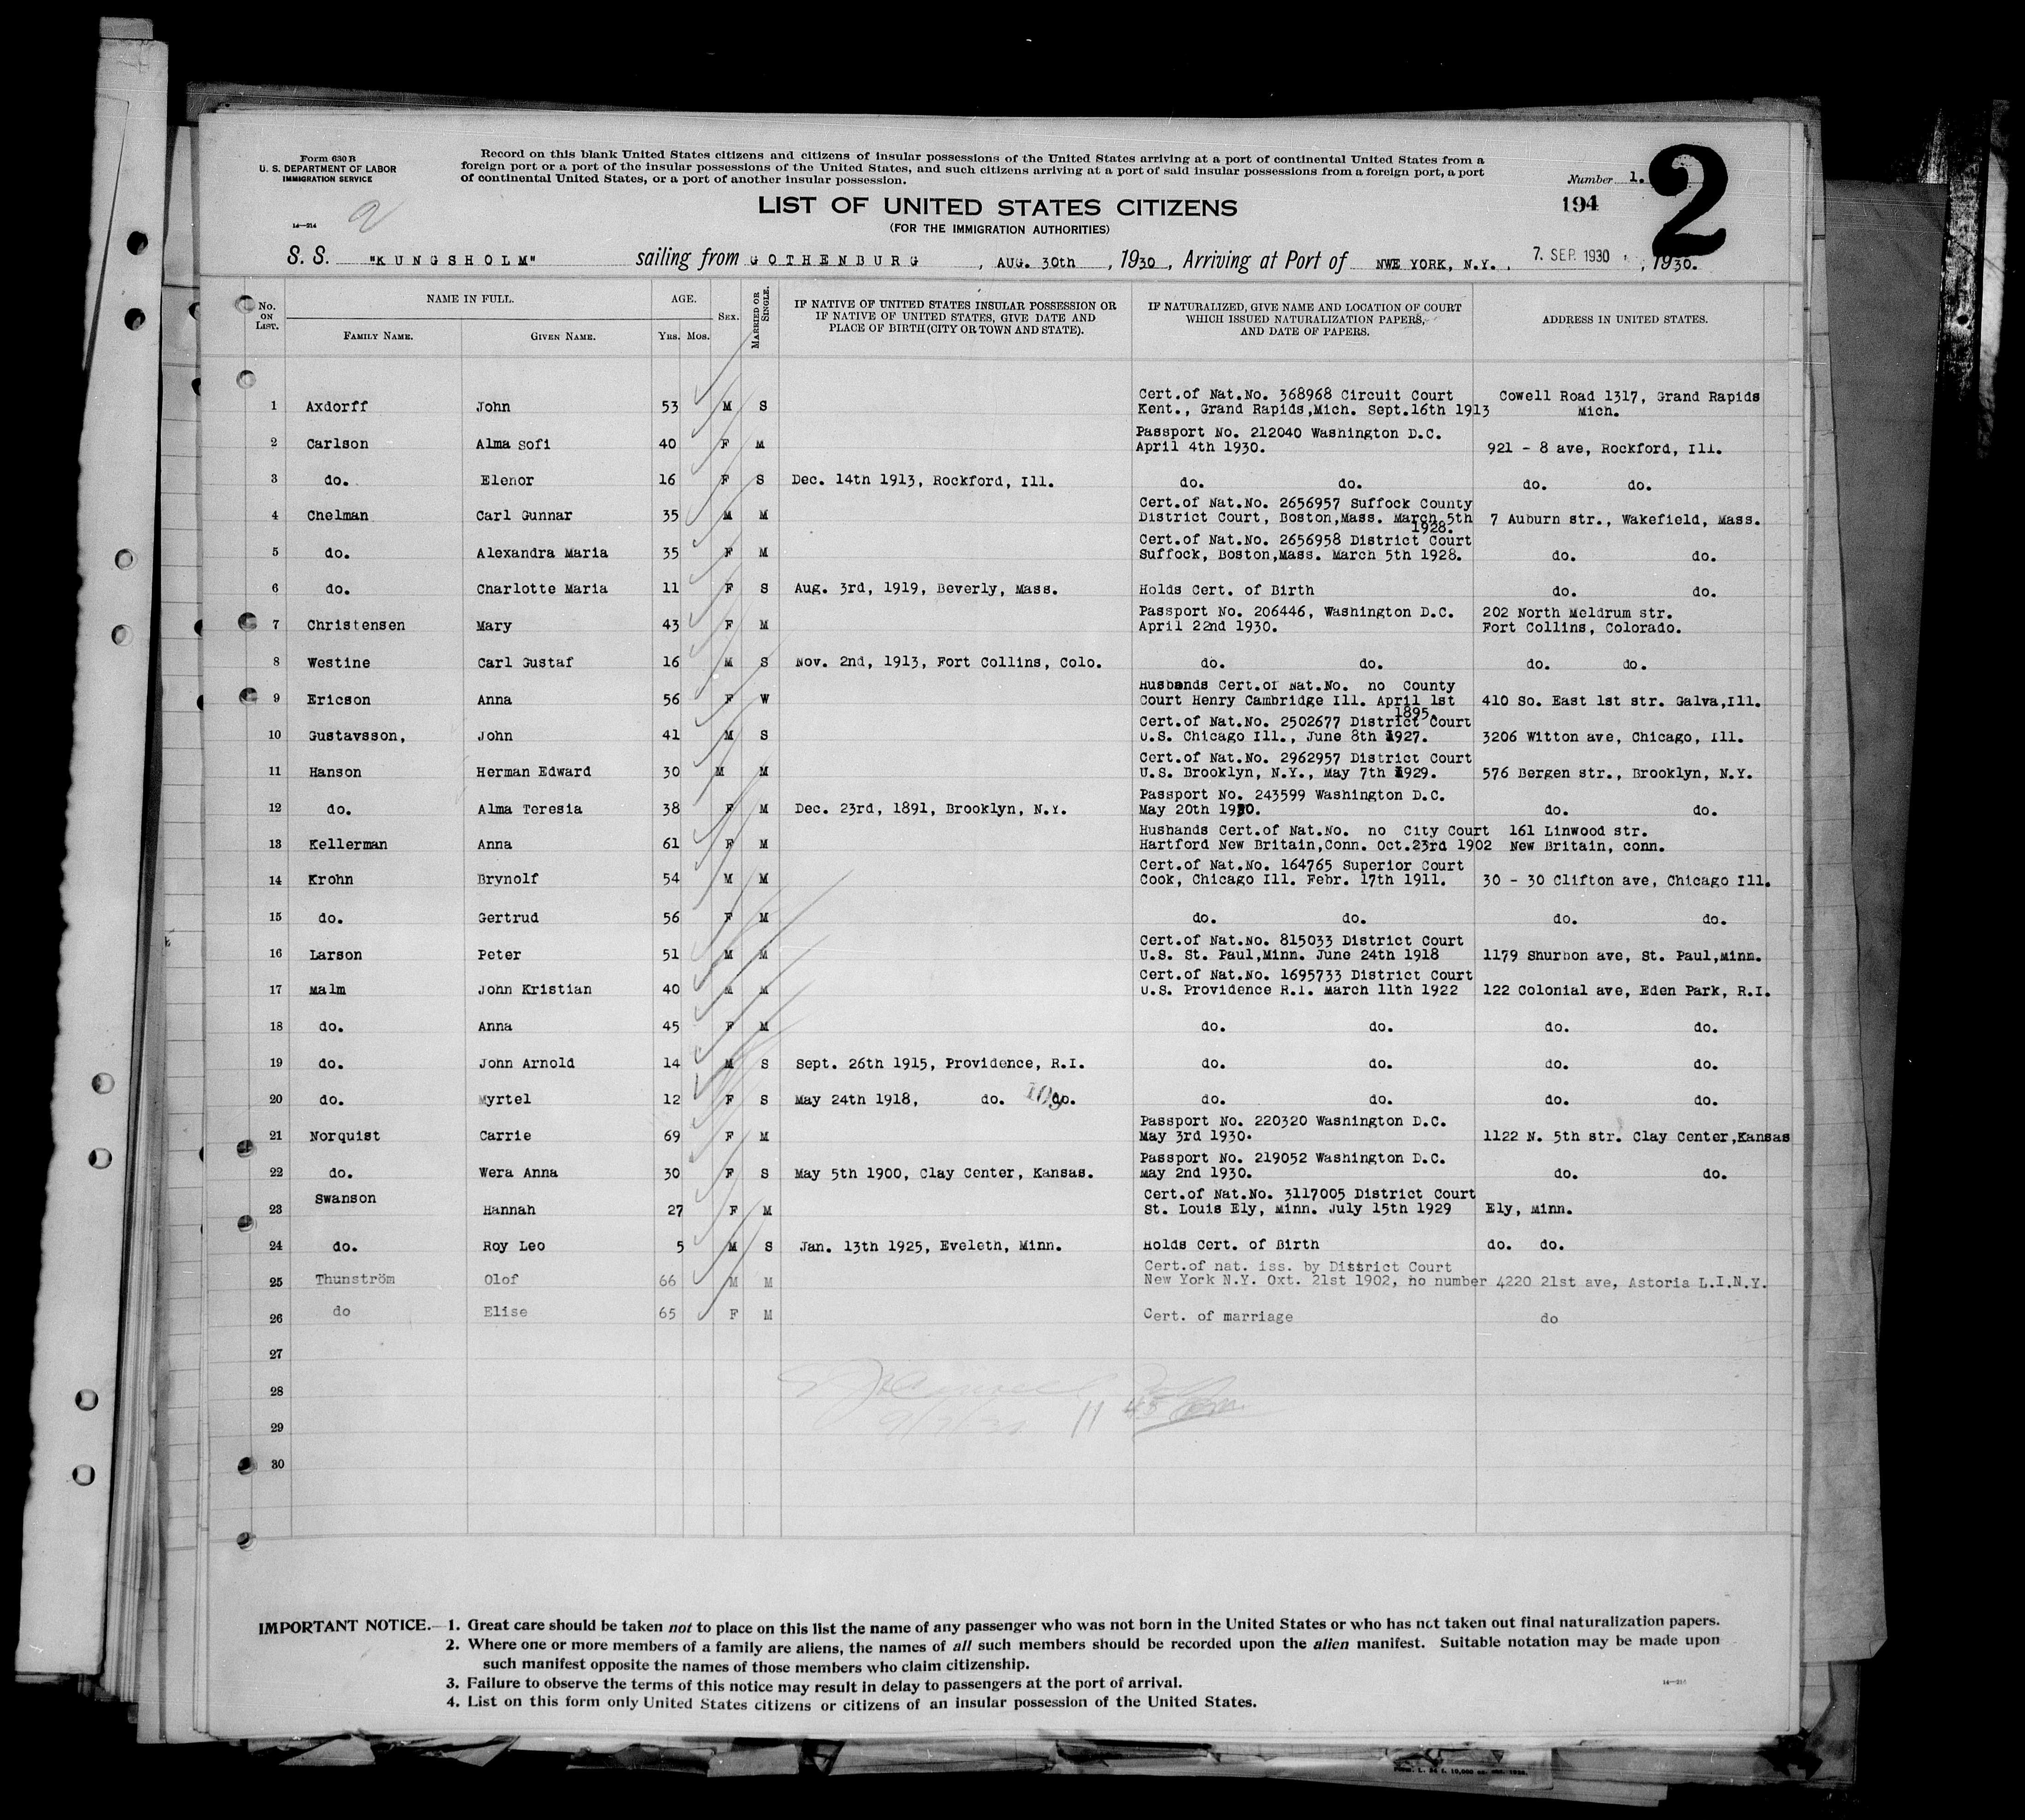 Form 630 B
U. S. DEPARTMENT OF LABOR
IMMIGRATION SERVICE
14—214
2
Record on this blank United States citizens and citizens of insular possessions of the United States arriving at a port of continental United States from a
foreign port or a port of the insular possessions of the United States, and such citizens arriving at a port of said insular possessions from a foreign port, a port
of continental United States, or a port of another insular possession.
Number 1.
194
2
LIST OF UNITED STATES CITIZENS
(FOR THE IMMIGRATION AUTHORITIES)
S. S. "KUNGSHOLM" sailing from GOTHENBURG, AUG. 30th, 1930, Arriving at Port of NWE YORK, N.Y., 7. SEP. 1930, 1930.
No. ON LIST.
NAME IN FULL.
FAMILY NAME.
GIVEN NAME.
AGE.
YRS. MOS.
SEX.
MARRIED OR SINGLE.
IF NATIVE OF UNITED STATES INSULAR POSSESSION OR
IF NATIVE OF UNITED STATES, GIVE DATE AND
PLACE OF BIRTH (CITY OR TOWN AND STATE).
IF NATURALIZED, GIVE NAME AND LOCATION OF COURT
WHICH ISSUED NATURALIZATION PAPERS,
AND DATE OF PAPERS.
ADDRESS IN UNITED STATES.
Cert.of Nat.No. 368968 Circuit Court Cowell Road 1317, Grand Rapids
1 Axdorff John 53 M S Kent., Grand Rapids,Mich. Sept.16th 1913 Mich.
Passport No. 212040 Washington D.C.
2 Carlson Alma Sofi 40 F M April 4th 1930. 921 - 8 ave, Rockford, Ill.
3 do. Elenor 16 F S Dec. 14th 1913, Rockford, Ill. do. do. do. do.
Cert.of Nat.No. 2656957 Suffock County
4 Chelman Carl Gunnar 35 M M District Court, Boston,Mass. March 5th 7 Auburn str., Wakefield, Mass.
1928.
Cert.of Nat.No. 2656958 District Court
5 do. Alexandra Maria 35 F M Suffock, Boston,Mass. March 5th 1928. do. do.
6 do. Charlotte Maria 11 F S Aug. 3rd, 1919, Beverly, Mass. Holds Cert. of Birth do. do.
Passport No. 206446, Washington D.C. 202 North Meldrum str.
7 Christensen Mary 43 F M April 22nd 1930. Fort Collins, Colorado.
8 Westine Carl Gustaf 16 M S Nov. 2nd, 1913, Fort Collins, Colo. do. do. do. do.
Husbands Cert.of Nat.No. no County
9 Ericson Anna 56 F W Court Henry Cambridge Ill. April 1st 410 So. East 1st str. Galva,Ill.
1895.
Cert.of Nat.No. 2502677 District Court
10 Gustavsson, John 41 M S U.S. Chicago Ill., June 8th 1927. 3206 Witton ave, Chicago, Ill.
Cert.of Nat.No. 2962957 District Court
11 Hanson Herman Edward 30 M M U.S. Brooklyn, N.Y., May 7th 1929. 576 Bergen str., Brooklyn, N.Y.
Passport No. 243599 Washington D.C.
12 do. Alma Teresia 38 F M Dec. 23rd, 1891, Brooklyn, N.Y. May 20th 1930. do. do.
Husbands Cert.of Nat.No. no City Court 161 Linwood str.
13 Kellerman Anna 61 F M Hartford New Britain,Conn. Oct.23rd 1902 New Britain, conn.
Cert.of Nat.No. 164765 Superior Court
14 Krohn Brynolf 54 M M Cook, Chicago Ill. Febr. 17th 1911. 30 - 30 Clifton ave, Chicago Ill.
15 do. Gertrud 56 F M do. do. do. do.
Cert.of Nat.No. 815033 District Court
16 Larson Peter 51 M M U.S. St. Paul,Minn. June 24th 1918 1179 Shurbon ave, St. Paul,Minn.
Cert.of Nat.No. 1695733 District Court
17 Malm John Kristian 40 M M U.S. Providence R.I. March 11th 1922 122 Colonial ave, Eden Park, R.I.
18 do. Anna 45 F M do. do. do. do.
19 do. John Arnold 14 M S Sept. 26th 1915, Providence, R.I. do. do. do. do.
20 do. Myrtel 12 F S May 24th 1918, do. do. do. do. do. do.
Passport No. 220320 Washington D.C.
21 Norquist Carrie 69 F M May 3rd 1930. 1122 N. 5th str. Clay Center,Kansas
Passport No. 219052 Washington D.C.
22 do. Wera Anna 30 F S May 5th 1900, Clay Center, Kansas. May 2nd 1930. do. do.
Swanson Cert.of Nat.No. 3117005 District Court
23 Hannah 27 F M St. Louis Ely, Minn. July 15th 1929 Ely, Minn.
24 do. Roy Leo 5 M S Jan. 13th 1925, Eveleth, Minn. Holds Cert. of Birth do. do.
Cert.of nat. iss. by District Court
25 Thunström Olof 66 M M New York N.Y. Oxt. 21st 1902, no number 4220 21st ave, Astoria L.I.N.Y.
26 do Elise 65 F M Cert. of marriage do
27
28
29
30
IMPORTANT NOTICE.—1. Great care should be taken not to place on this list the name of any passenger who was not born in the United States or who has not taken out final naturalization papers.
2. Where one or more members of a family are aliens, the names of all such members should be recorded upon the alien manifest. Suitable notation may be made upon
such manifest opposite the names of those members who claim citizenship.
3. Failure to observe the terms of this notice may result in delay to passengers at the port of arrival.
4. List on this form only United States citizens or citizens of an insular possession of the United States.
14—214